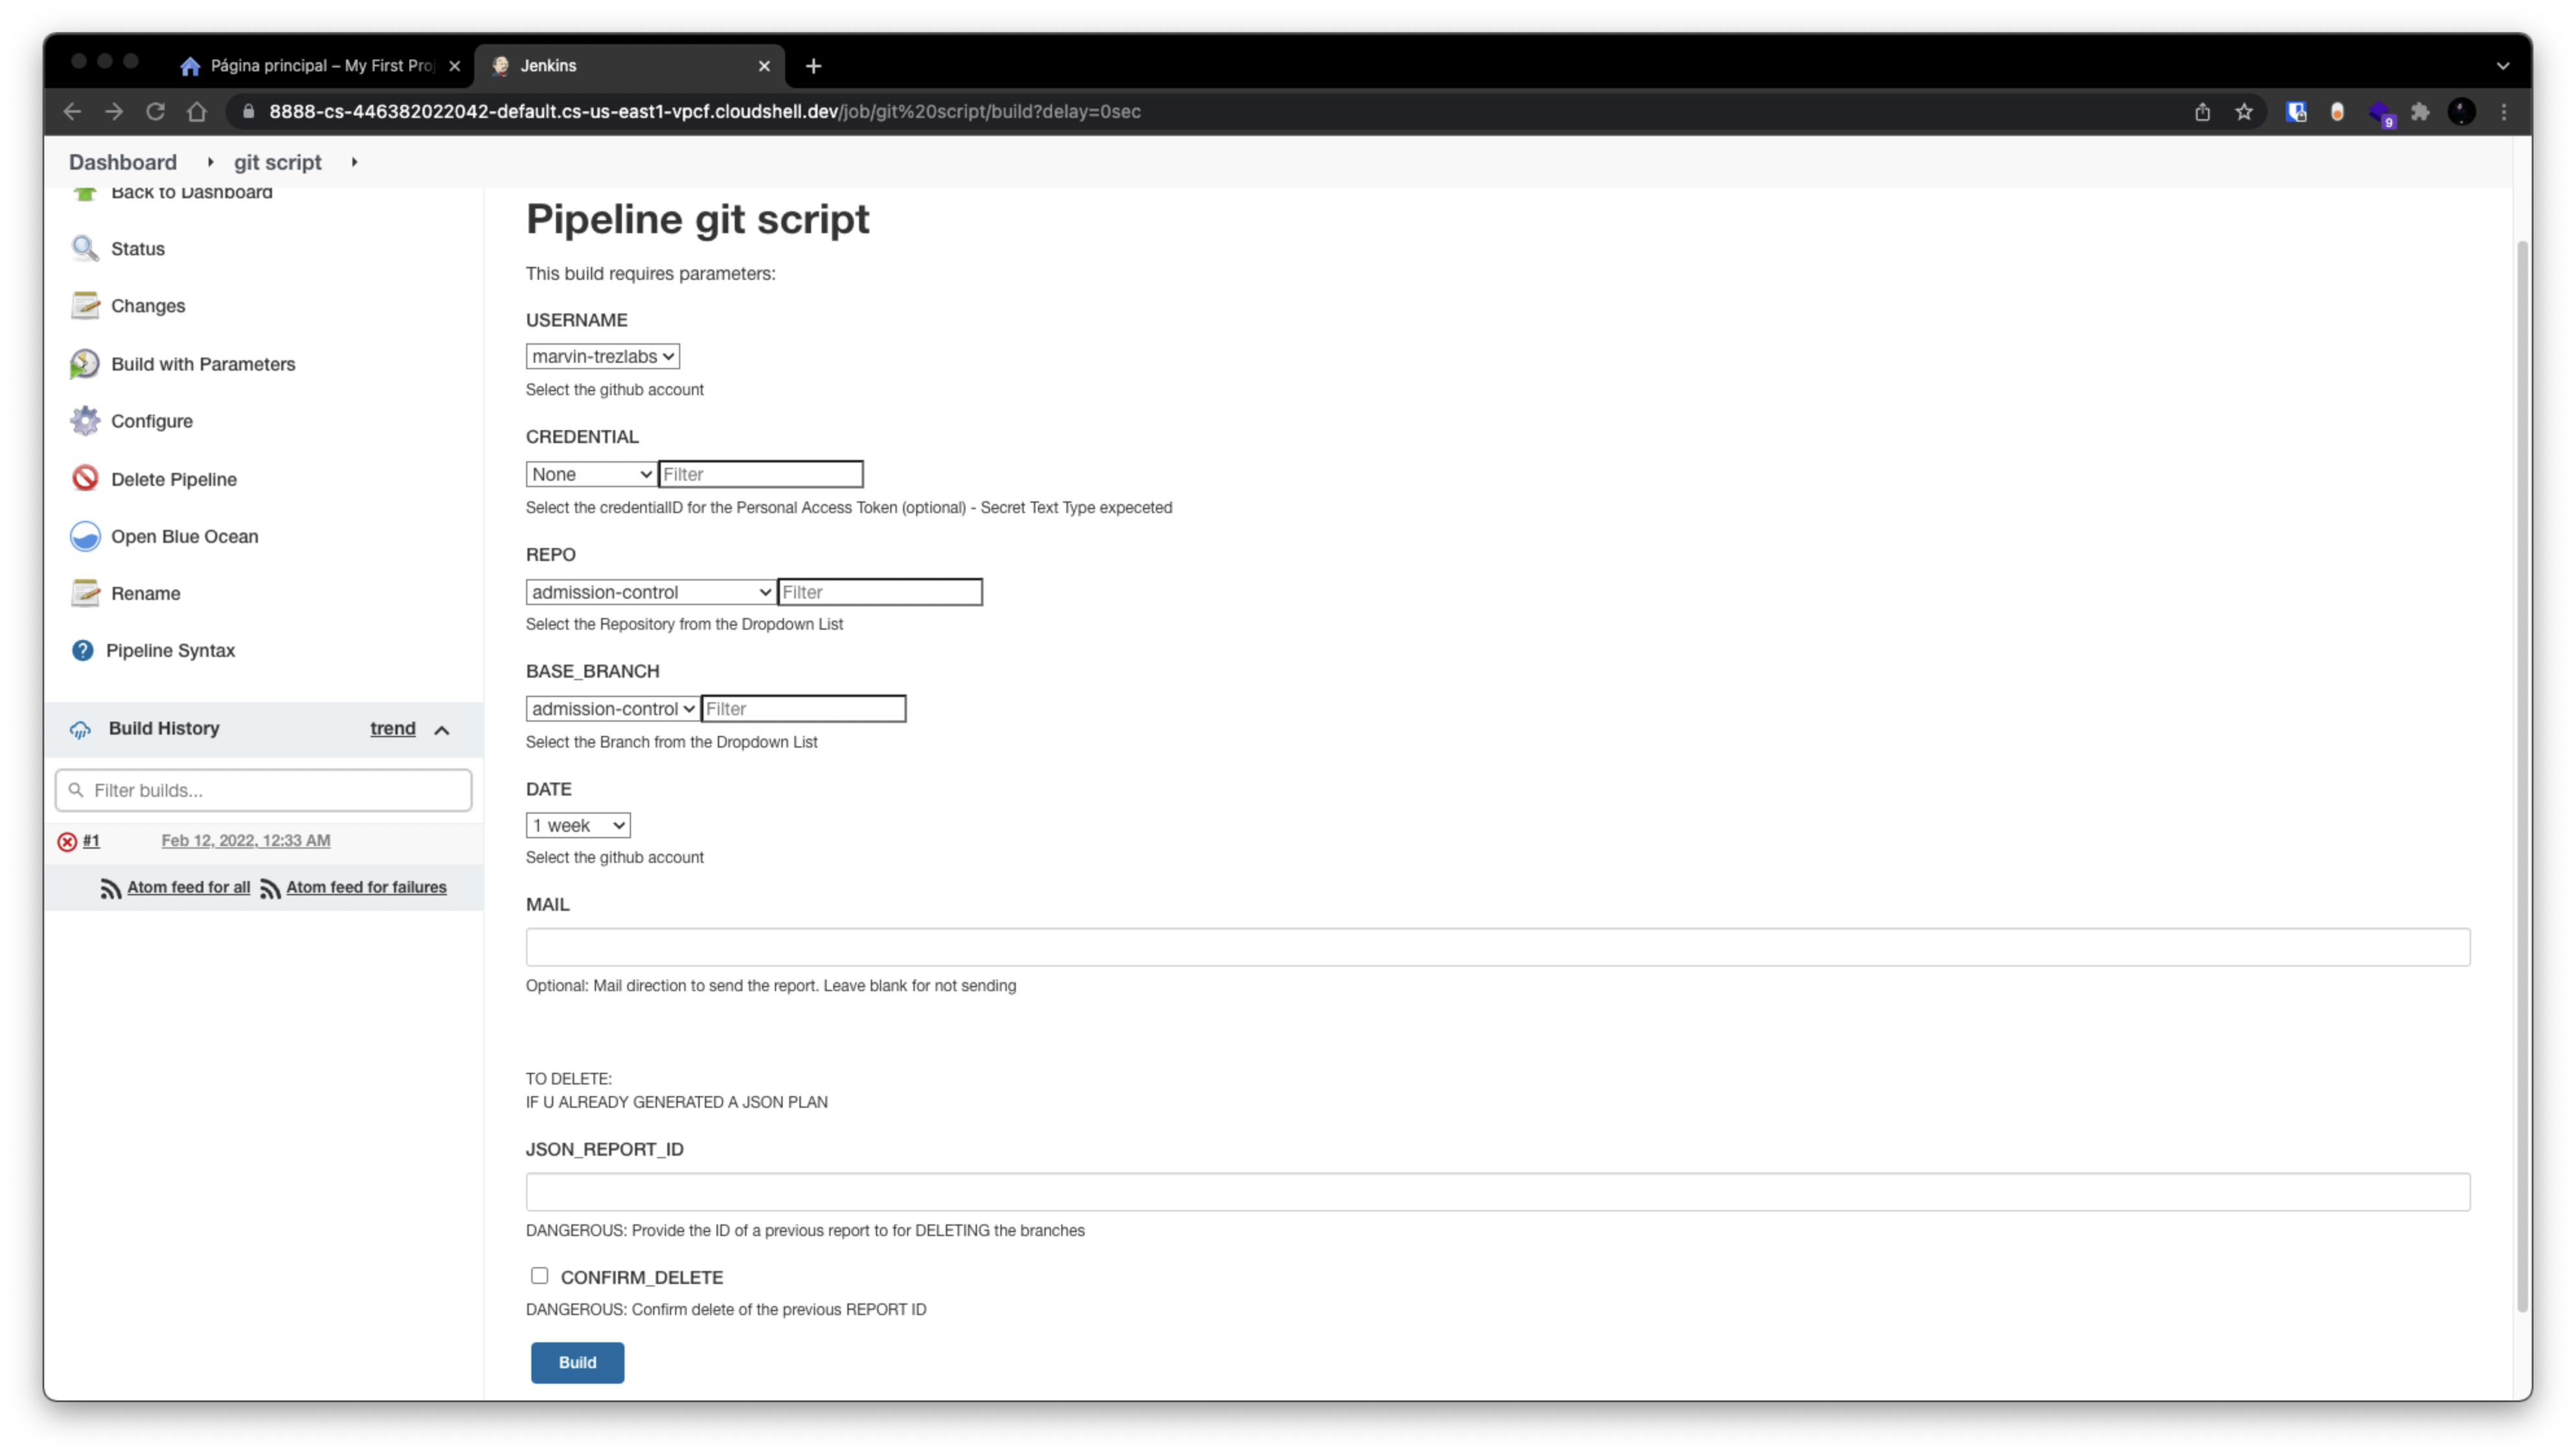 Página principal – My First Proj
Jenkins
8888-cs-446382022042-default.cs-us-east1-vpcf.cloudshell.dev/job/git%20script/build?delay=0sec
9
Dashboard
git script
Back to Dashboard
Status
Changes
Build with Parameters
Configure
Delete Pipeline
Open Blue Ocean
Rename
Pipeline Syntax
Build History
trend
Filter builds...
#1
Feb 12, 2022, 12:33 AM
Atom feed for all
Atom feed for failures
Pipeline git script
This build requires parameters:
USERNAME
marvin-trezlabs
Select the github account
CREDENTIAL
None
Filter
Select the credentialID for the Personal Access Token (optional) - Secret Text Type expeceted
REPO
admission-control
Filter
Select the Repository from the Dropdown List
BASE_BRANCH
admission-control
Filter
Select the Branch from the Dropdown List
DATE
1 week
Select the github account
MAIL
Optional: Mail direction to send the report. Leave blank for not sending
TO DELETE:
IF U ALREADY GENERATED A JSON PLAN
JSON_REPORT_ID
DANGEROUS: Provide the ID of a previous report to for DELETING the branches
CONFIRM_DELETE
DANGEROUS: Confirm delete of the previous REPORT ID
Build